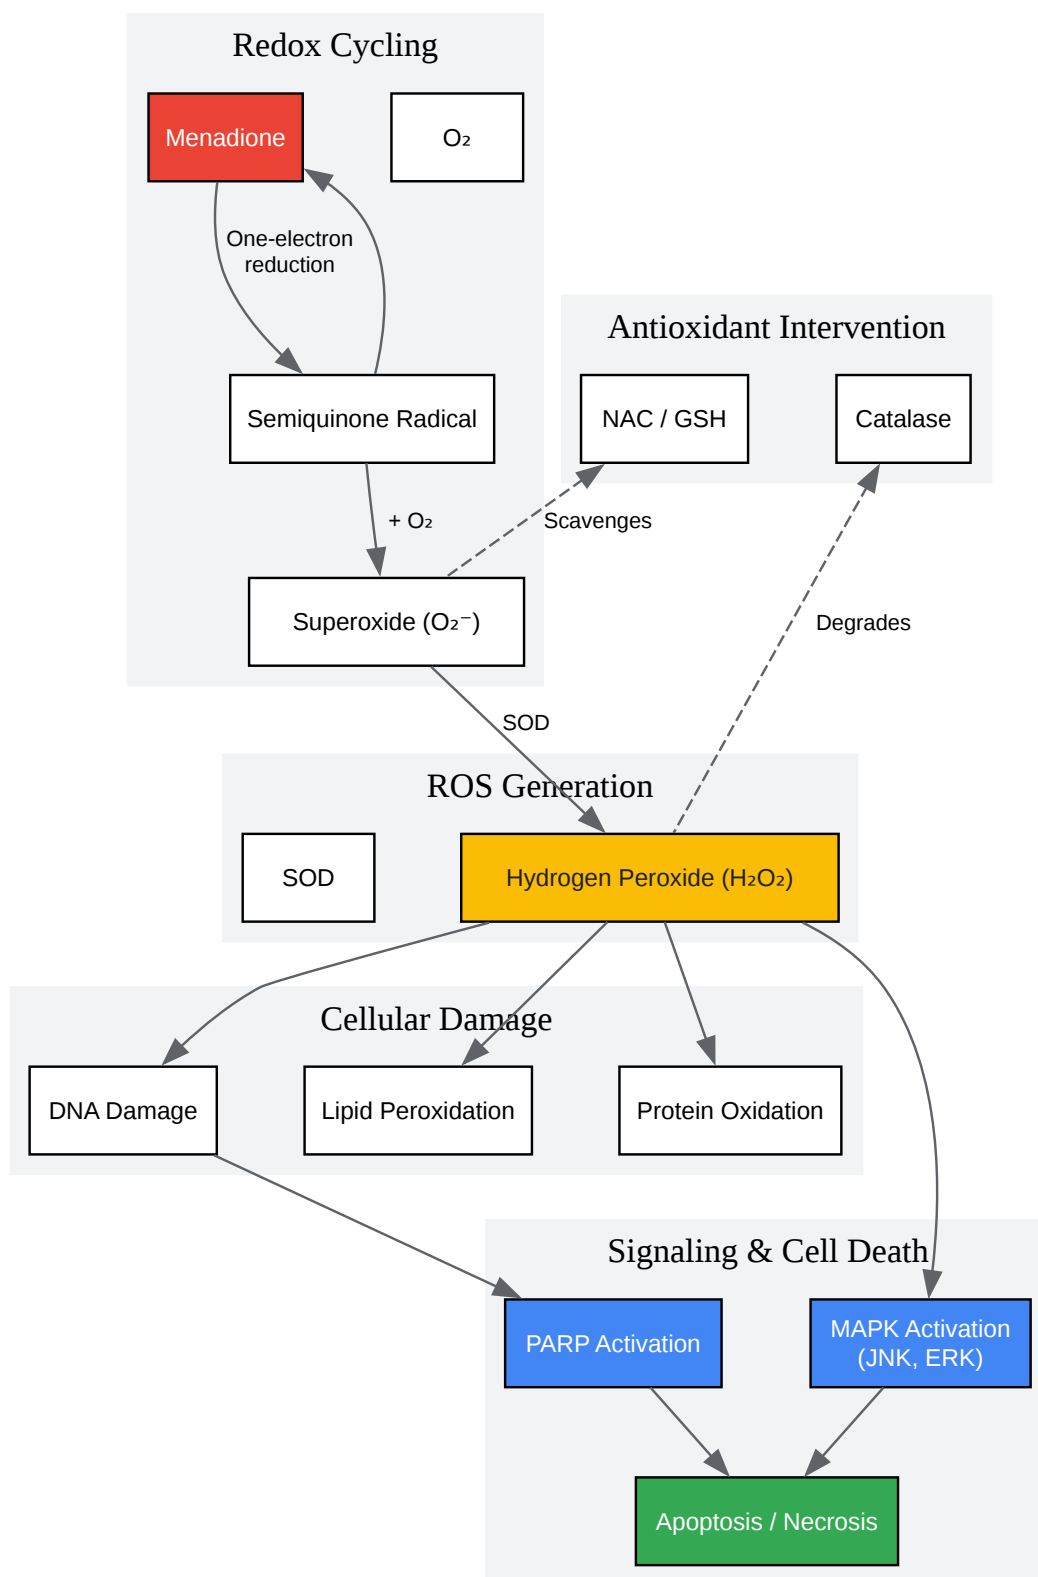 Redox Cycling
Menadione
O₂
One-electron
reduction
Antioxidant Intervention
Semiquinone Radical
NAC / GSH
Catalase
+ O₂
Scavenges
Superoxide (O₂⁻)
Degrades
SOD
ROS Generation
SOD
Hydrogen Peroxide (H₂O₂)
Cellular Damage
DNA Damage
Lipid Peroxidation
Protein Oxidation
Signaling & Cell Death
PARP Activation
MAPK Activation
(JNK, ERK)
Apoptosis / Necrosis